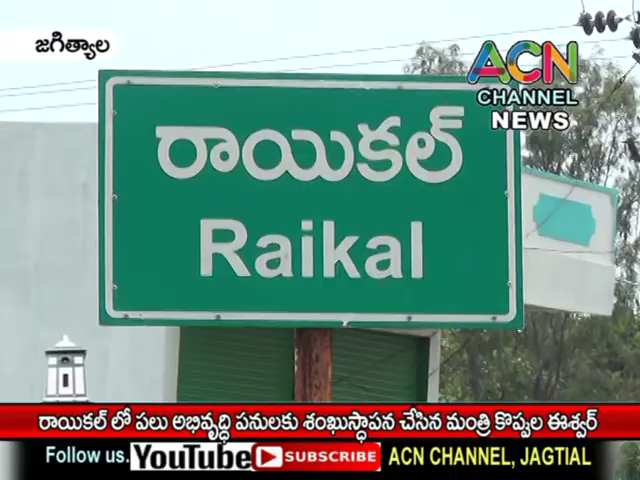 జగిత్యాల
ACN
CHANNEL
NEWS
రాయికల్
Raikal
రాయికల్ లో పలు అభివృద్ధి పనులకు శంఖుస్థాపన చేసిన మంత్రి కొప్పుల ఈశ్వర్
Follow us. YouTube SUBSCRIBE ACN CHANNEL, JAGTIAL